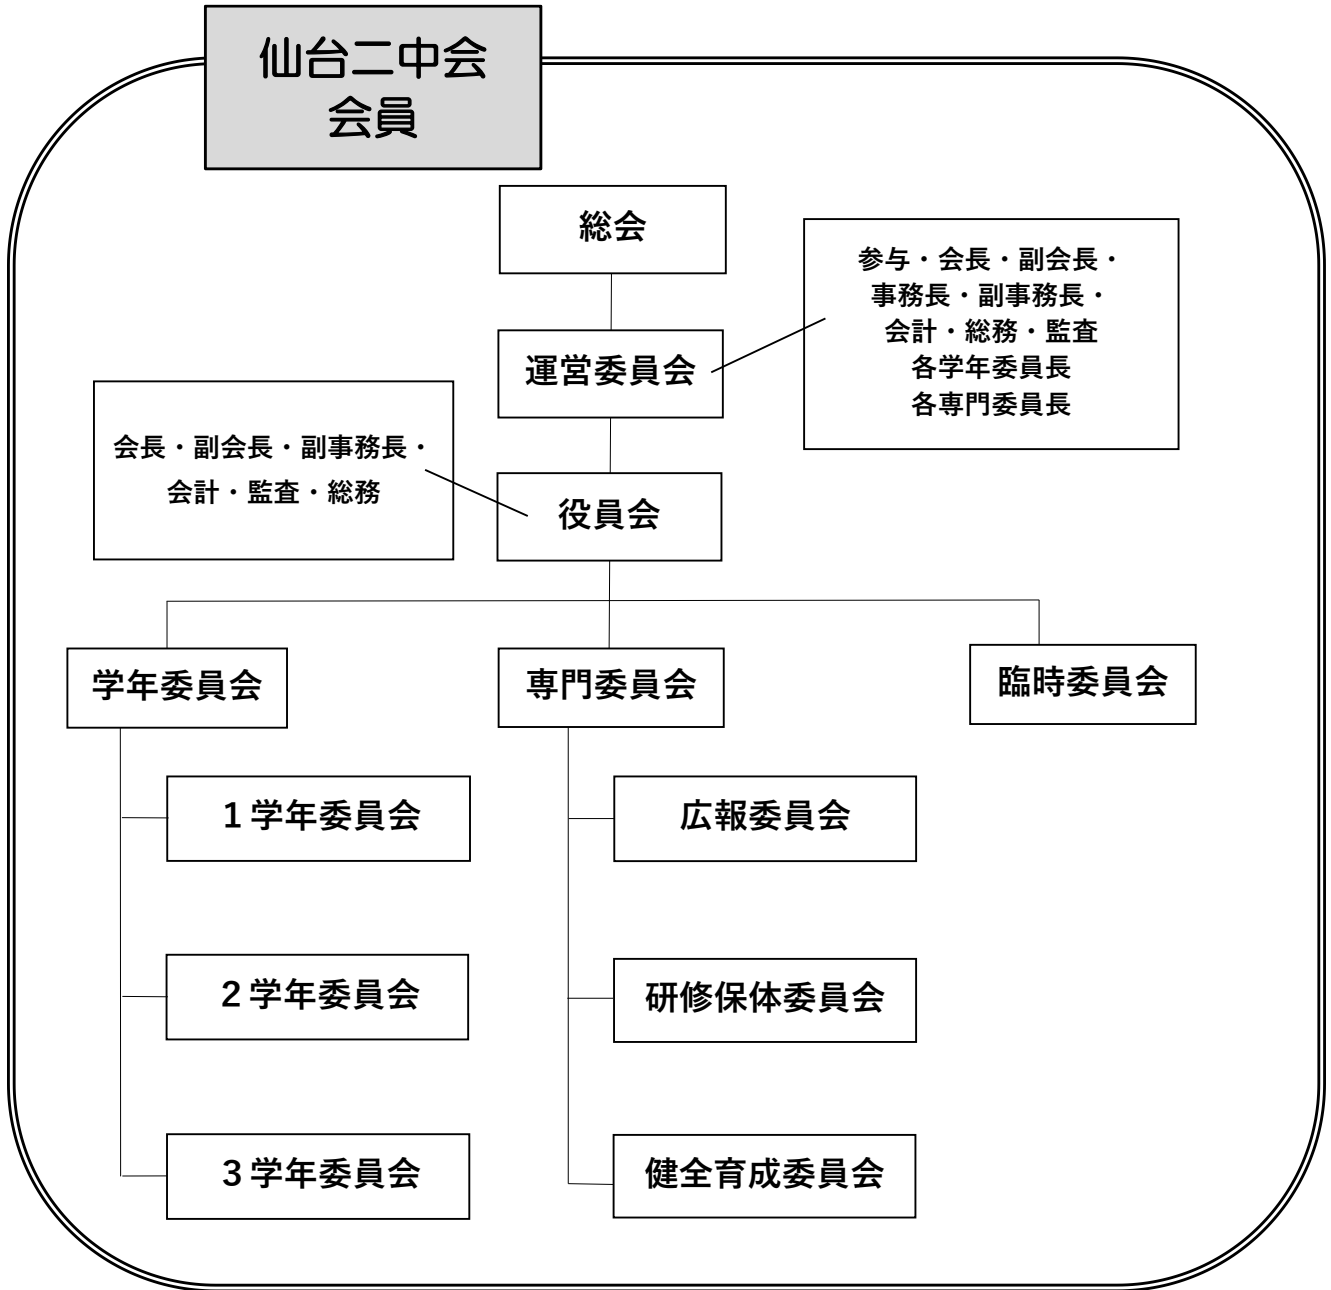 仙台二中会
会員
総会
参与・会長・副会長・
事務長・副事務長・
会計・総務・監査
各学年委員長
各専門委員長
運営委員会
会長・副会長・副事務長・
会計・監査・総務
役員会
学年委員会
専門委員会
臨時委員会
１学年委員会
広報委員会
２学年委員会
研修保体委員会
３学年委員会
健全育成委員会